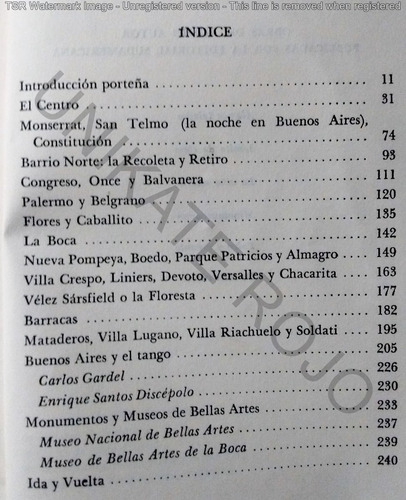 TSR Watermark Image - Unregistered version - This line is removed when registered
ÍNDICE
Introducción porteña 11
El Centro 31
Monserrat, San Telmo (la noche en Buenos Aires),
Constitución 74
Barrio Norte: la Recoleta y Retiro 93
Congreso, Once y Balvanera 111
Palermo y Belgrano 120
Flores y Caballito 135
La Boca 142
Nueva Pompeya, Boedo, Parque Patricios y Almagro 149
Villa Crespo, Liniers, Devoto, Versalles y Chacarita 163
Vélez Sársfield o la Floresta 177
Barracas 182
Mataderos, Villa Lugano, Villa Riachuelo y Soldati 195
Buenos Aires y el tango 205
Carlos Gardel 226
Enrique Santos Discépolo 230
Monumentos y Museos de Bellas Artes 233
Museo Nacional de Bellas Artes 237
Museo de Bellas Artes de la Boca 239
Ida y Vuelta 240
UNIKATE ROJO